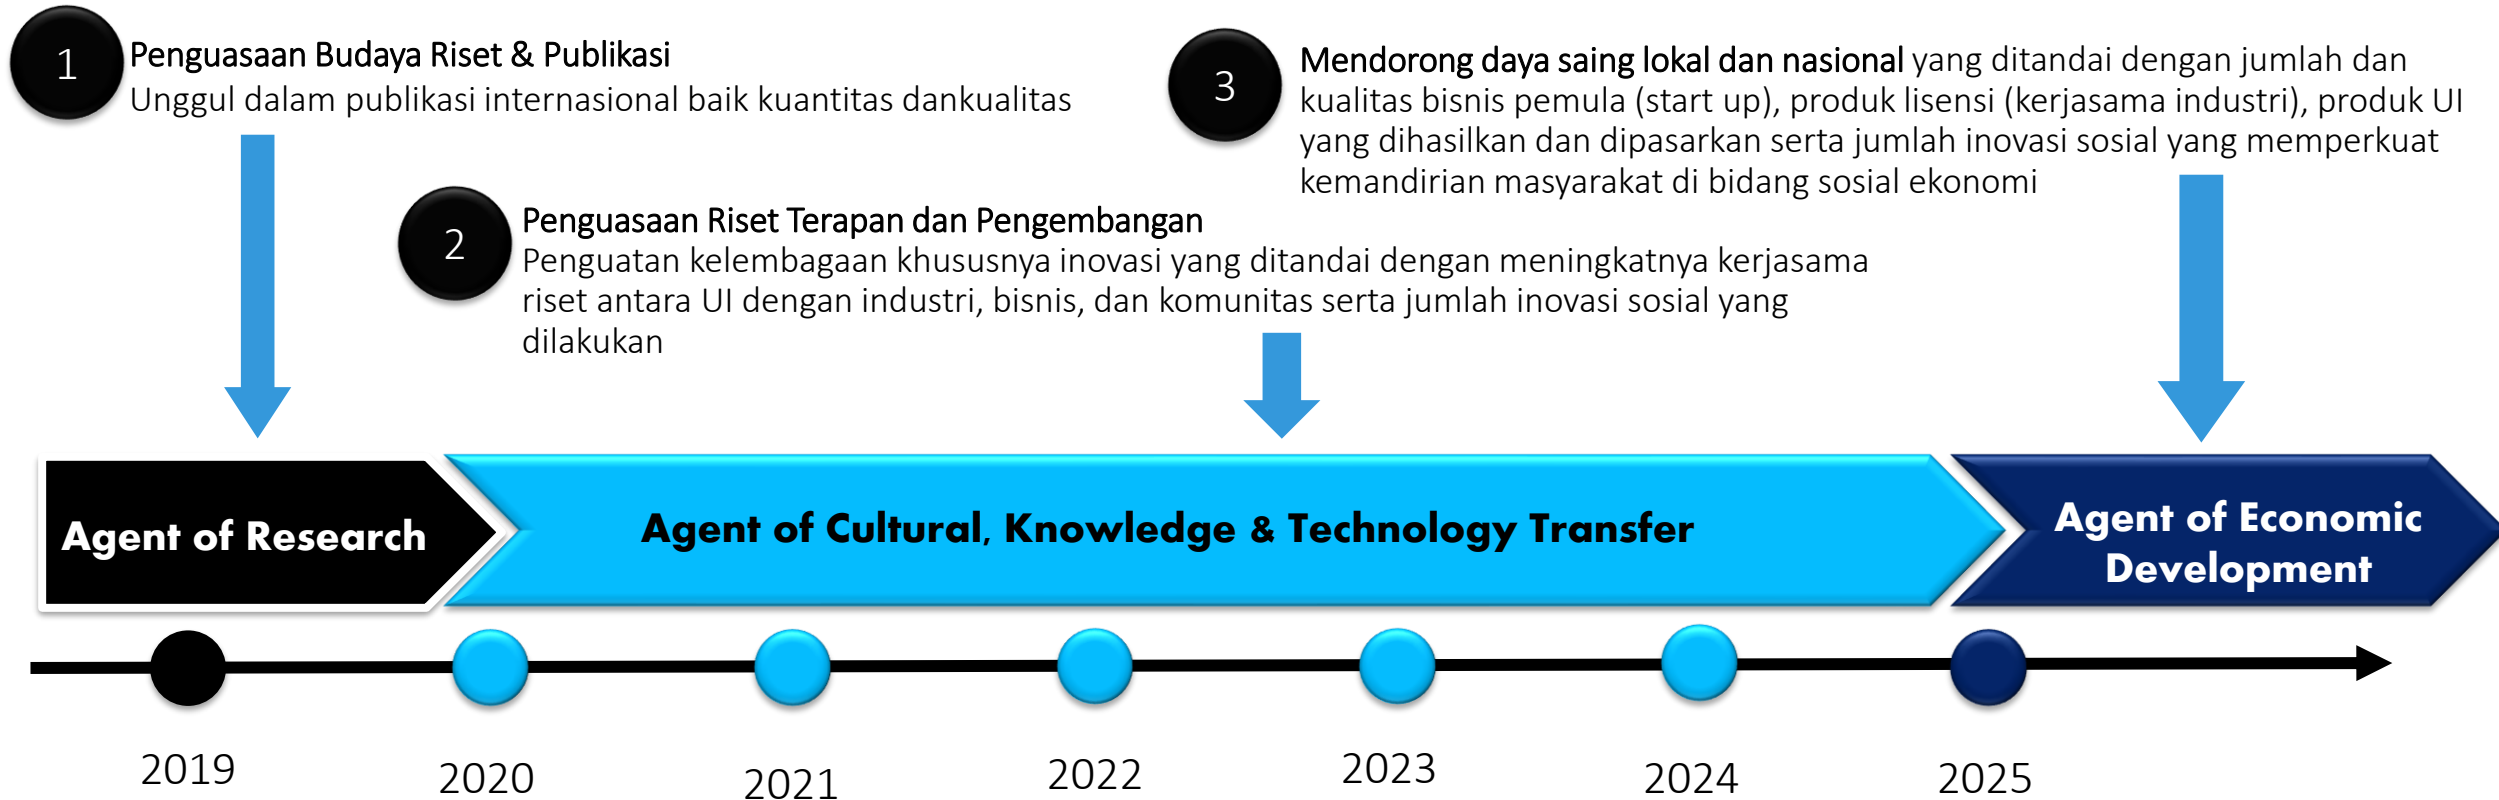 1
Penguasaan Budaya Riset & Publikasi
Unggul dalam publikasi internasional baik kuantitas dankualitas
2
Penguasaan Riset Terapan dan Pengembangan
Penguatan kelembagaan khususnya inovasi yang ditandai dengan meningkatnya kerjasama
riset antara UI dengan industri, bisnis, dan komunitas serta jumlah inovasi sosial yang
dilakukan
3
Mendorong daya saing lokal dan nasional yang ditandai dengan jumlah dan
kualitas bisnis pemula (start up), produk lisensi (kerjasama industri), produk UI
yang dihasilkan dan dipasarkan serta jumlah inovasi sosial yang memperkuat
kemandirian masyarakat di bidang sosial ekonomi
Agent of Research
Agent of Cultural, Knowledge & Technology Transfer
Agent of Economic
Development
2019
2020
2021
2022
2023
2024
2025